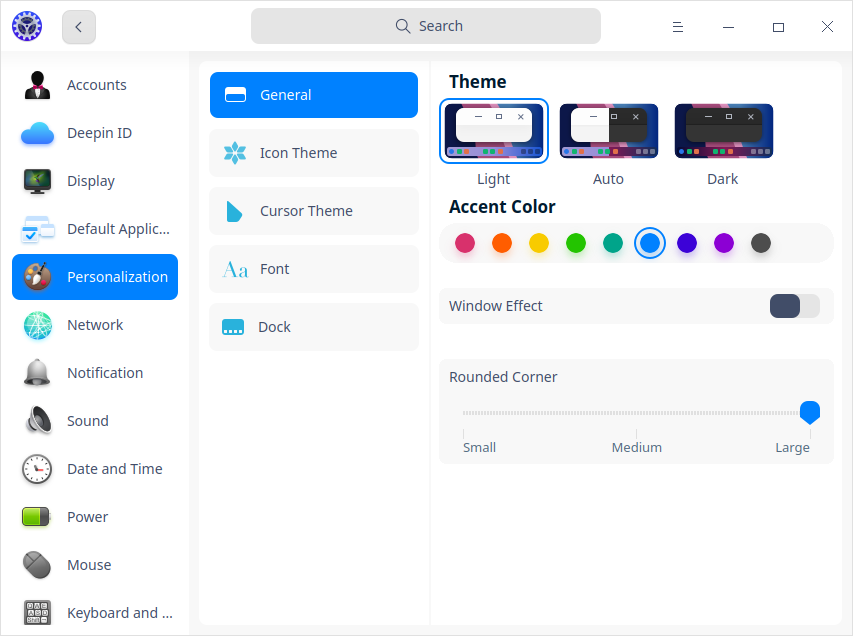 Search
Accounts
Deepin ID
Display
Default Applic...
Personalization
Network
Notification
Sound
Date and Time
Power
Mouse
Keyboard and ...
General
Icon Theme
Cursor Theme
Font
Dock
Theme
Light Auto Dark
Accent Color
Window Effect
Rounded Corner
Small Medium Large